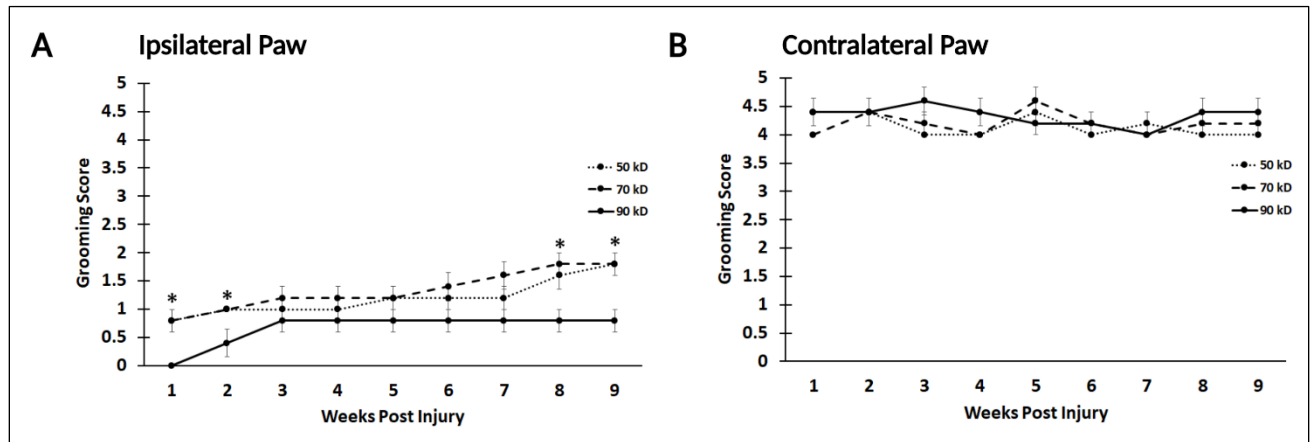 A Ipsilateral Paw
5
4.5
4
3.5
3
2.5
2
1.5
1
0.5
0
Grooming Score
* * * *
50 kD
70 kD
90 kD
1 2 3 4 5 6 7 8 9
Weeks Post Injury
B Contralateral Paw
5
4.5
4
3.5
3
2.5
2
1.5
1
0.5
0
Grooming Score
50 kD
70 kD
90 kD
1 2 3 4 5 6 7 8 9
Weeks Post Injury